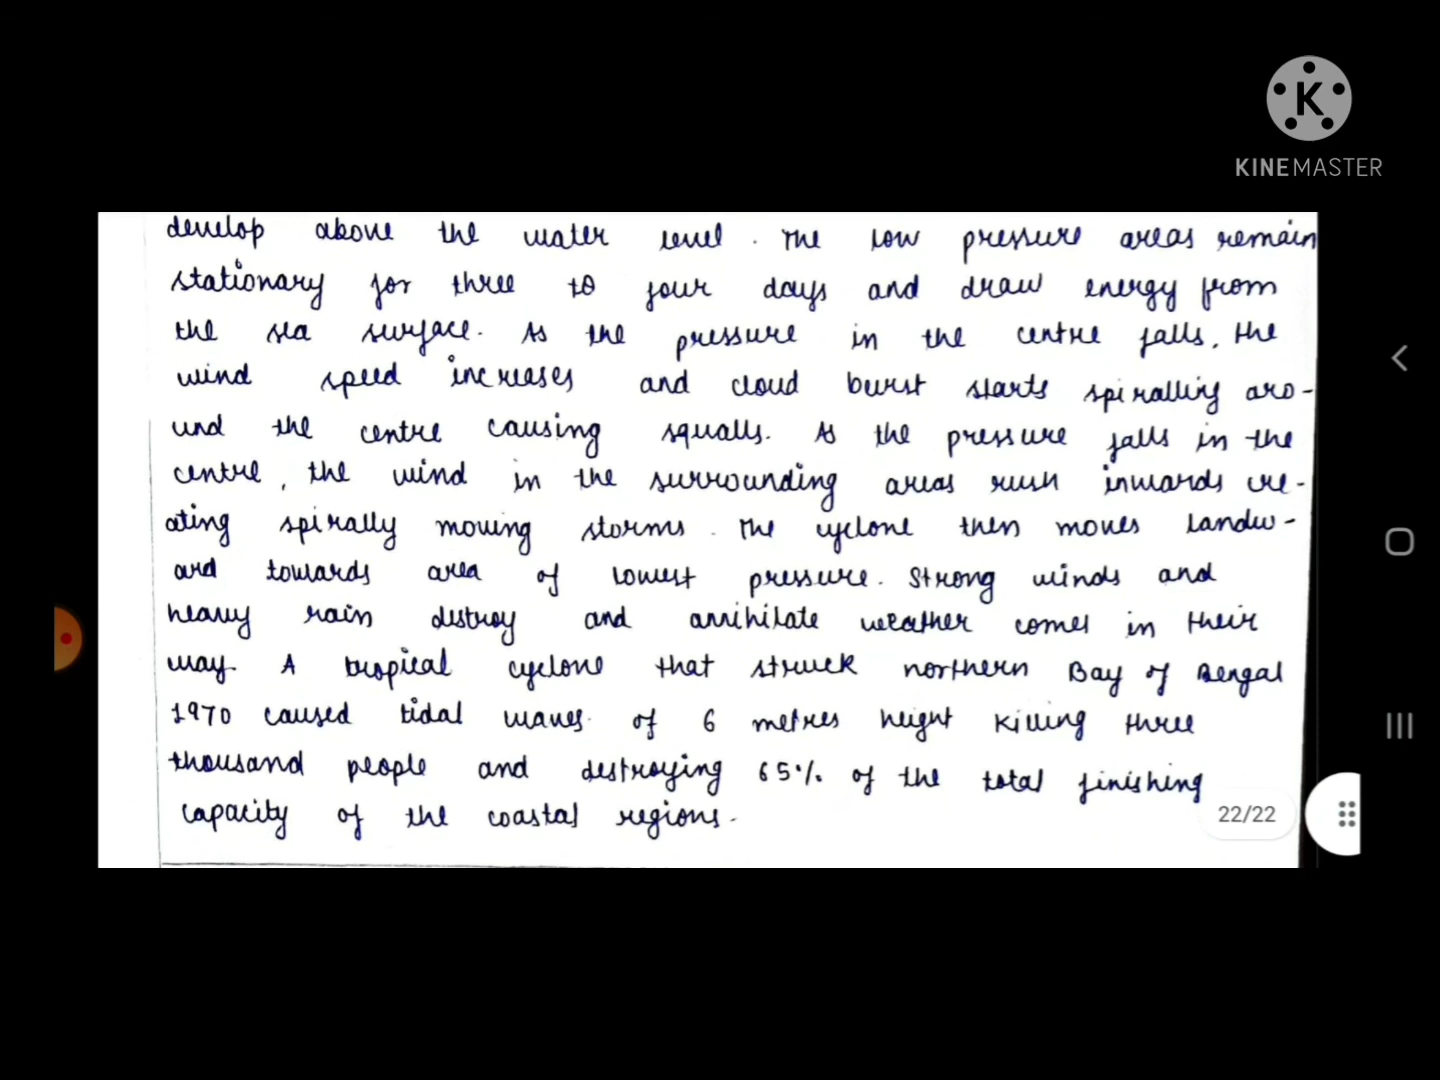 KINEMASTER
develop above the water level. The low pressure areas remain
stationary for three to four days and draw energy from
the sea surface. As the pressure in the centre falls, the
wind speed increases and cloud burst starts spiralling aro-
und the centre causing squalls. As the pressure falls in the
centre, the wind in the surrounding areas rush inwards cre-
ating spirally moving storms. The cyclone then moves landw-
ard towards area of lowest pressure. Strong winds and
heavy rain destroy and annihilate weather comes in their
way. A tropical cyclone that struck northern Bay of Bengal
1970 caused tidal waves of 6 metres height killing three
thousand people and destroying 65% of the total finishing
capacity of the coastal regions.
22/22